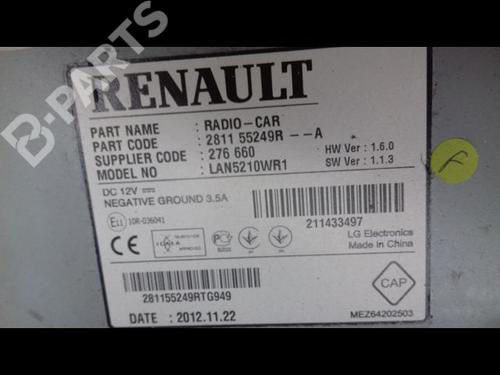 B-PARTS
RENAULT
PART NAME : RADIO-CAR
PART CODE : 2811 55249R --A
SUPPLIER CODE : 276 660
HW Ver : 1.6.0
MODEL NO : LAN5210WR1
SW Ver : 1.1.3
DC 12V
NEGATIVE GROUND 3.5A
E11 10R-036041
211433497
LG Electronics
Made in China
CE
281155249RTG949
CAP
DATE : 2012.11.22
MEZ64202503